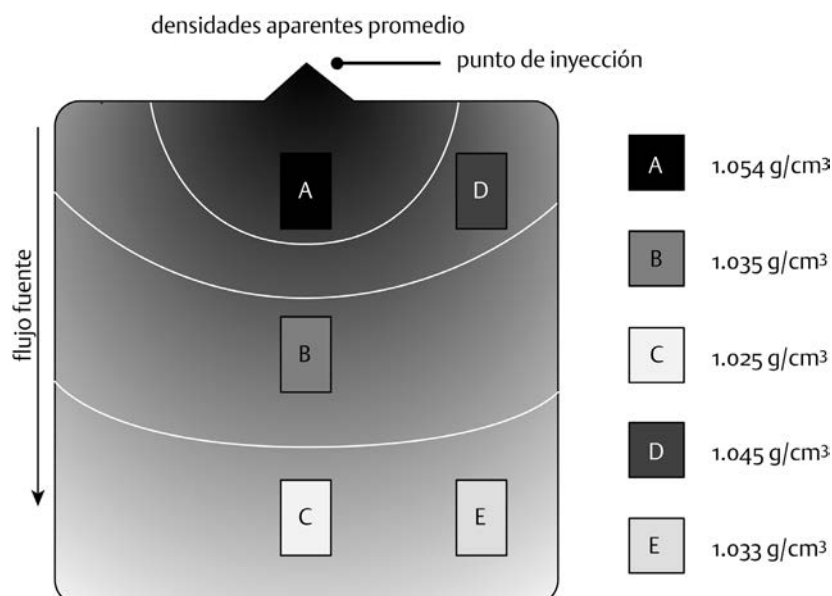 densidades aparentes promedio
punto de inyección
flujo fuente
A
D
B
C
E
A 1.054 g/cm³
B 1.035 g/cm³
C 1.025 g/cm³
D 1.045 g/cm³
E 1.033 g/cm³